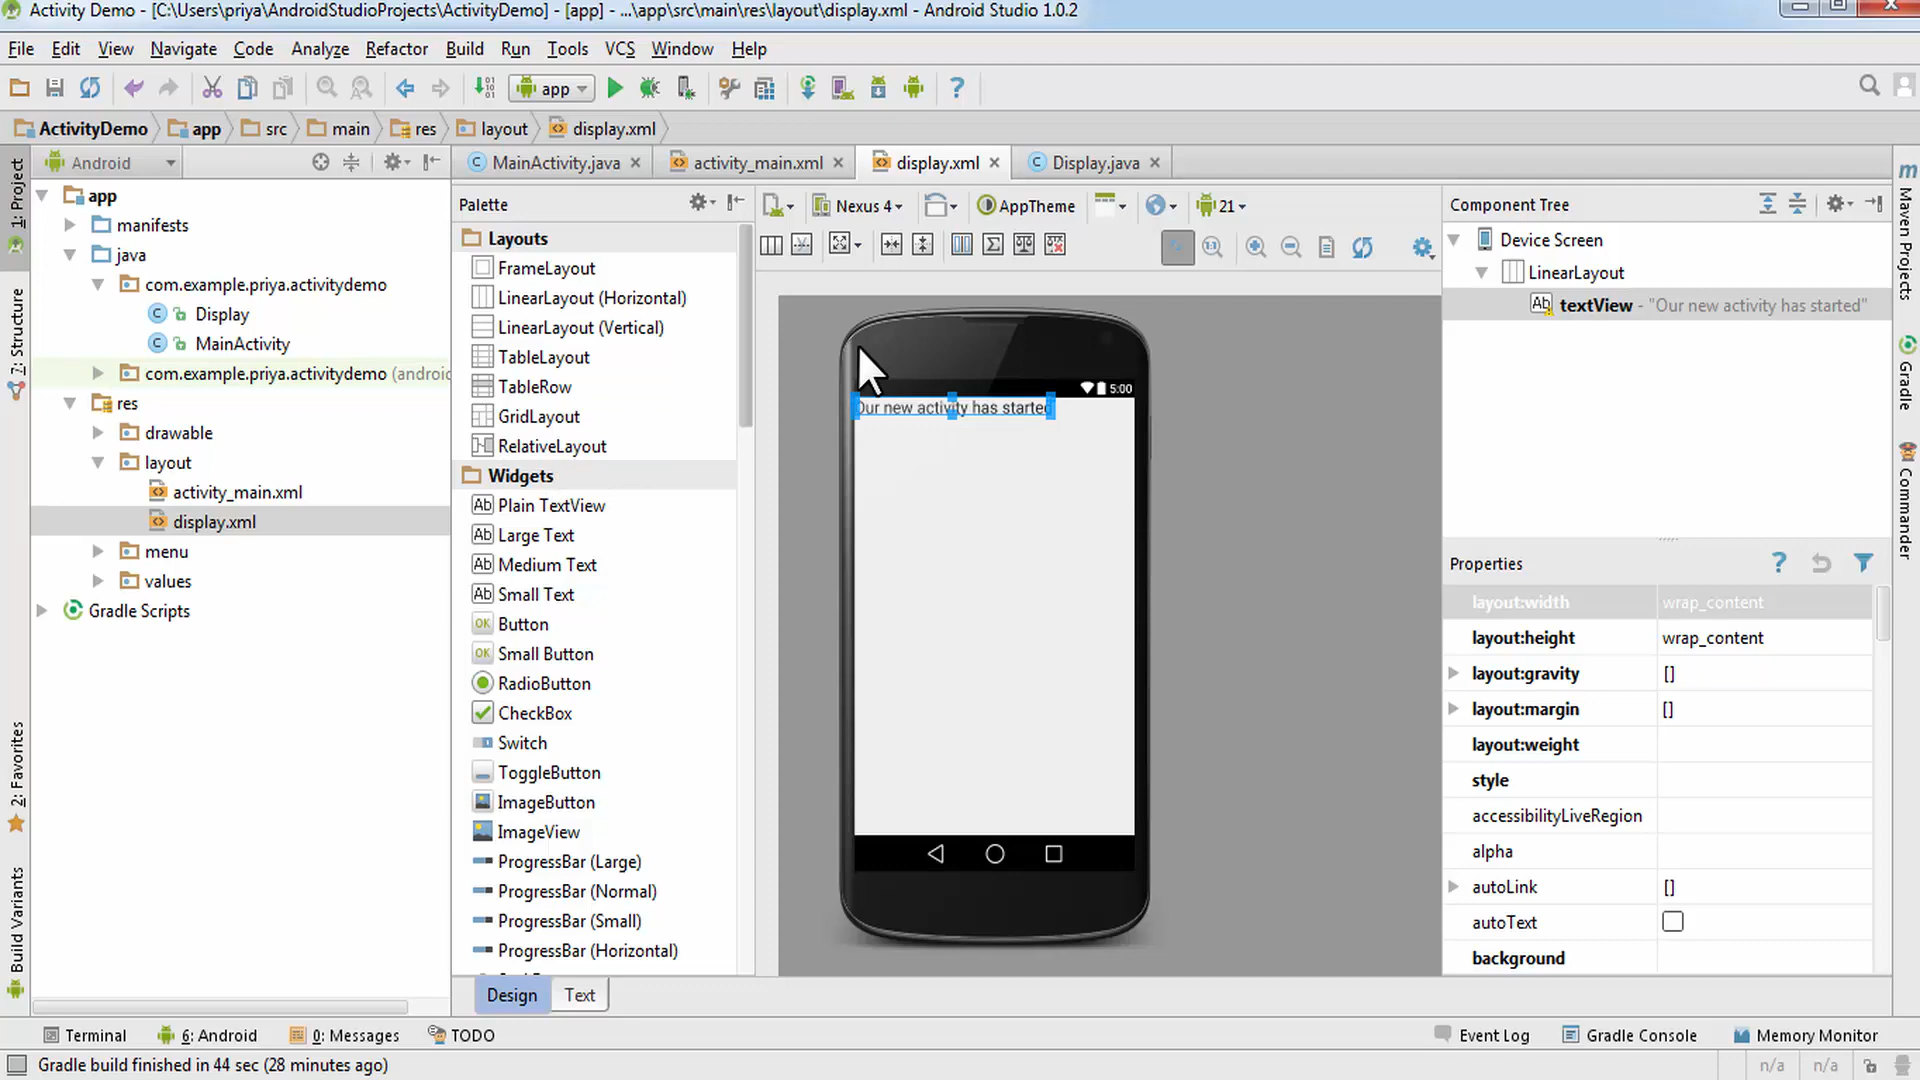 Activity Demo - [C:\Users\priya\AndroidStudioProjects\ActivityDemo] - [app] - ...\app\src\main\res\layout\display.xml - Android Studio 1.0.2
File Edit View Navigate Code Analyze Refactor Build Run Tools VCS Window Help
app
ActivityDemo app src main res layout display.xml
1: Project
7: Structure
2: Favorites
Build Variants
Android
app
manifests
java
com.example.priya.activitydemo
Display
MainActivity
com.example.priya.activitydemo (androic
res
drawable
layout
activity_main.xml
display.xml
menu
values
Gradle Scripts
MainActivity.java activity_main.xml display.xml Display.java
Palette
Layouts
FrameLayout
LinearLayout (Horizontal)
LinearLayout (Vertical)
TableLayout
TableRow
GridLayout
RelativeLayout
Widgets
Ab Plain TextView
Ab Large Text
Ab Medium Text
Ab Small Text
OK Button
OK Small Button
RadioButton
CheckBox
Switch
ToggleButton
ImageButton
ImageView
ProgressBar (Large)
ProgressBar (Normal)
ProgressBar (Small)
ProgressBar (Horizontal)
Design Text
Nexus 4 AppTheme 21
5:00
Our new activity has started
Component Tree
Device Screen
LinearLayout
Ab textView - "Our new activity has started"
Properties
layout:width wrap_content
layout:height wrap_content
layout:gravity []
layout:margin []
layout:weight
style
accessibilityLiveRegion
alpha
autoLink []
autoText
background
Maven Projects
Gradle
Commander
Terminal 6: Android 0: Messages TODO Event Log Gradle Console Memory Monitor
Gradle build finished in 44 sec (28 minutes ago) n/a n/a